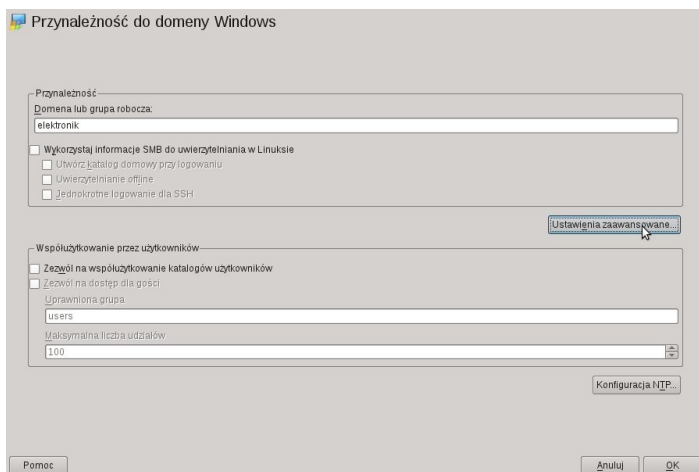 Przynależność do domeny Windows
Przynależność
Domena lub grupa robocza:
elektronik
Wykorzystaj informacje SMB do uwierzytelniania w Linuksie
Utwórz katalog domowy przy logowaniu
Uwierzytelnianie offline
Jednokrotne logowanie dla SSH
Ustawienia zaawansowane...
Współużytkowanie przez użytkowników
Zezwól na współużytkowanie katalogów użytkowników
Zezwól na dostęp dla gości
Uprawniona grupa
users
Maksymalna liczba udziałów
100
Konfiguracja NTP...
Pomoc
Anuluj
OK